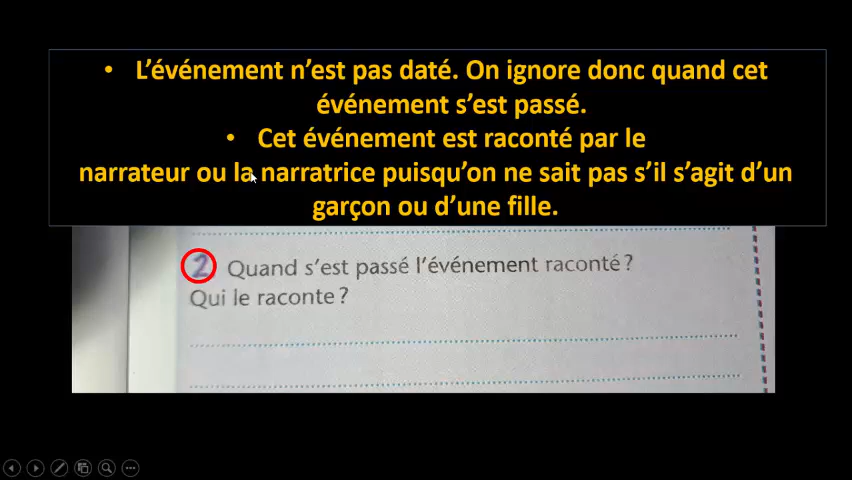 • L'événement n'est pas daté. On ignore donc quand cet
événement s'est passé.
• Cet événement est raconté par le
narrateur ou la narratrice puisqu'on ne sait pas s'il s'agit d'un
garçon ou d'une fille.
2 Quand s'est passé l'événement raconté?
Qui le raconte?